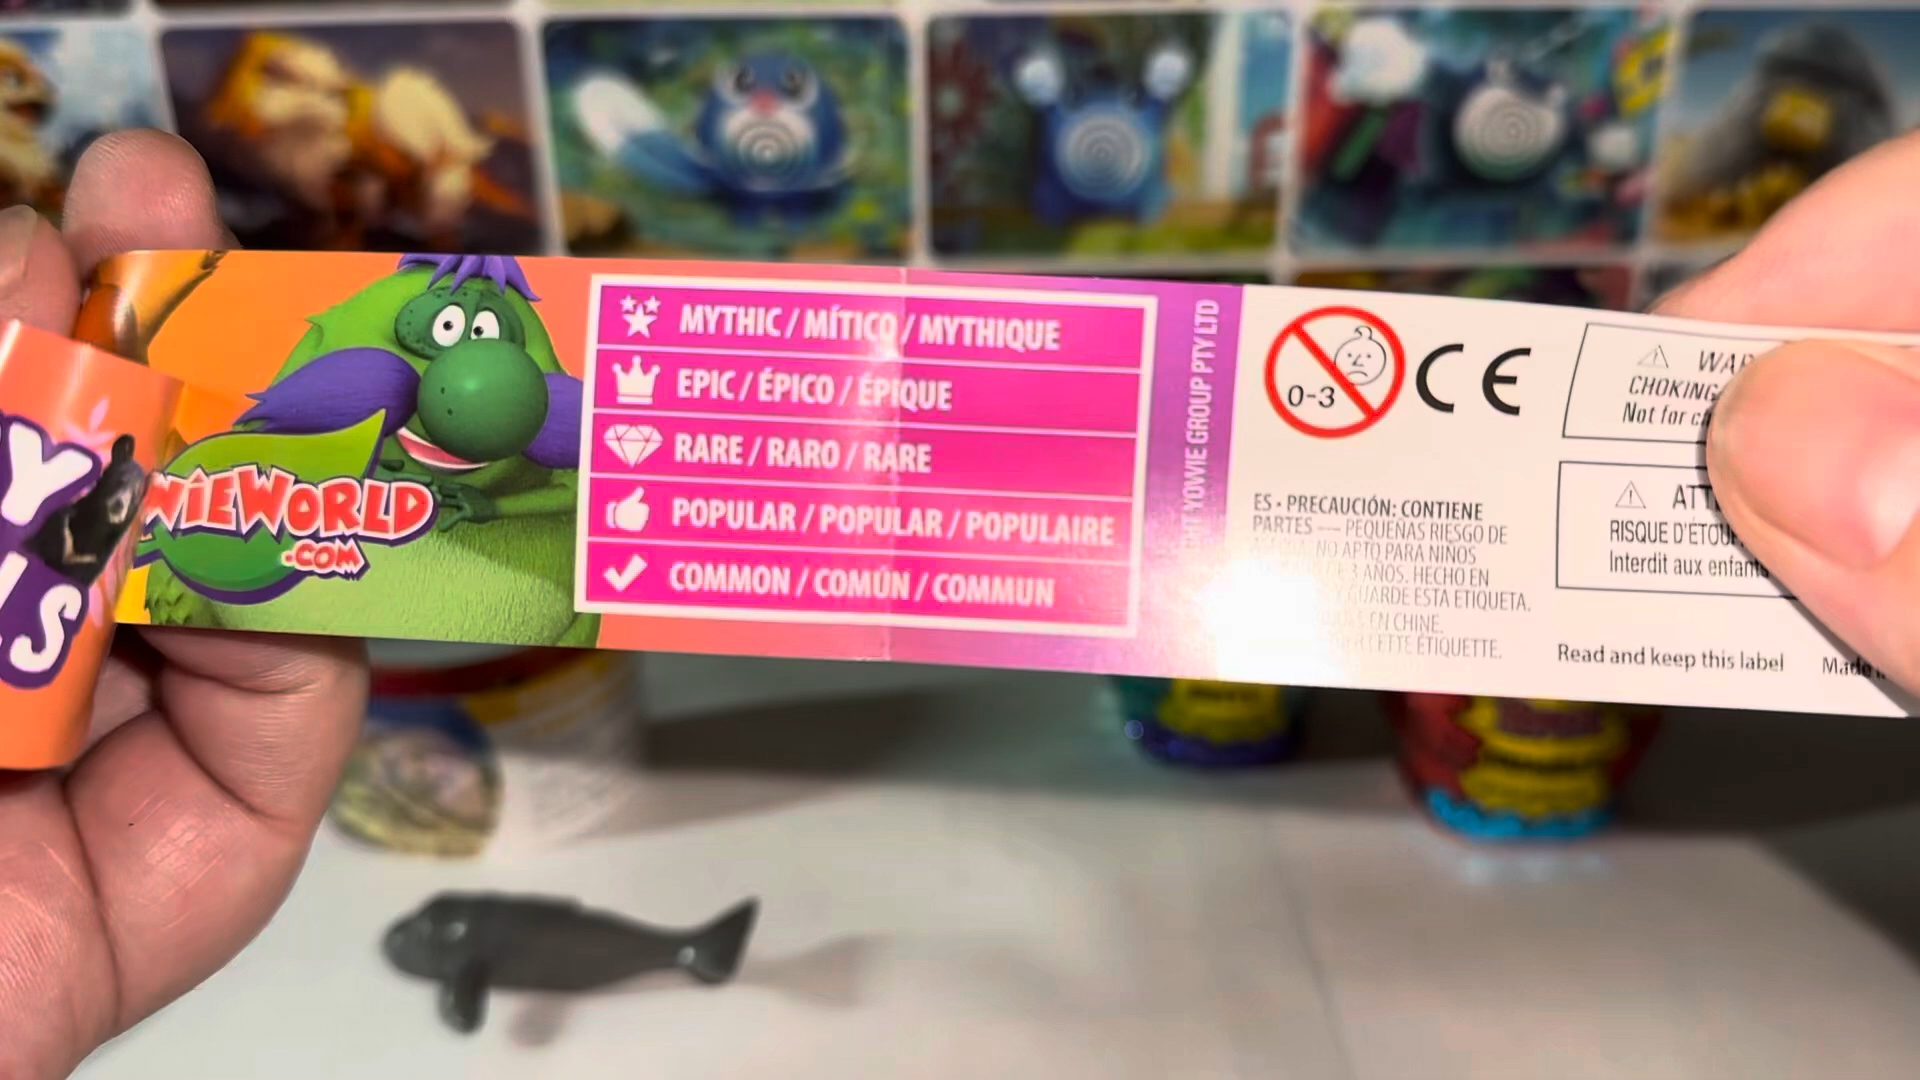 Y
NIEWORLD
.COM
MYTHIC / MÍTICO / MYTHIQUE
EPIC / ÉPICO / ÉPIQUE
RARE / RARO / RARE
POPULAR / POPULAR / POPULAIRE
COMMON / COMÚN / COMMUN
YOWIE GROUP PTY LTD
0-3
CE
ES • PRECAUCIÓN: CONTIENE
PARTES — PEQUEÑAS RIESGO DE
NO APTO PARA NIÑOS
3 AÑOS. HECHO EN
GUARDE ESTA ETIQUETA.
EN CHINE.
CETTE ÉTIQUETTE.
CHOKING
Not for
RISQUE
Interdit aux
Read and keep this label
Made